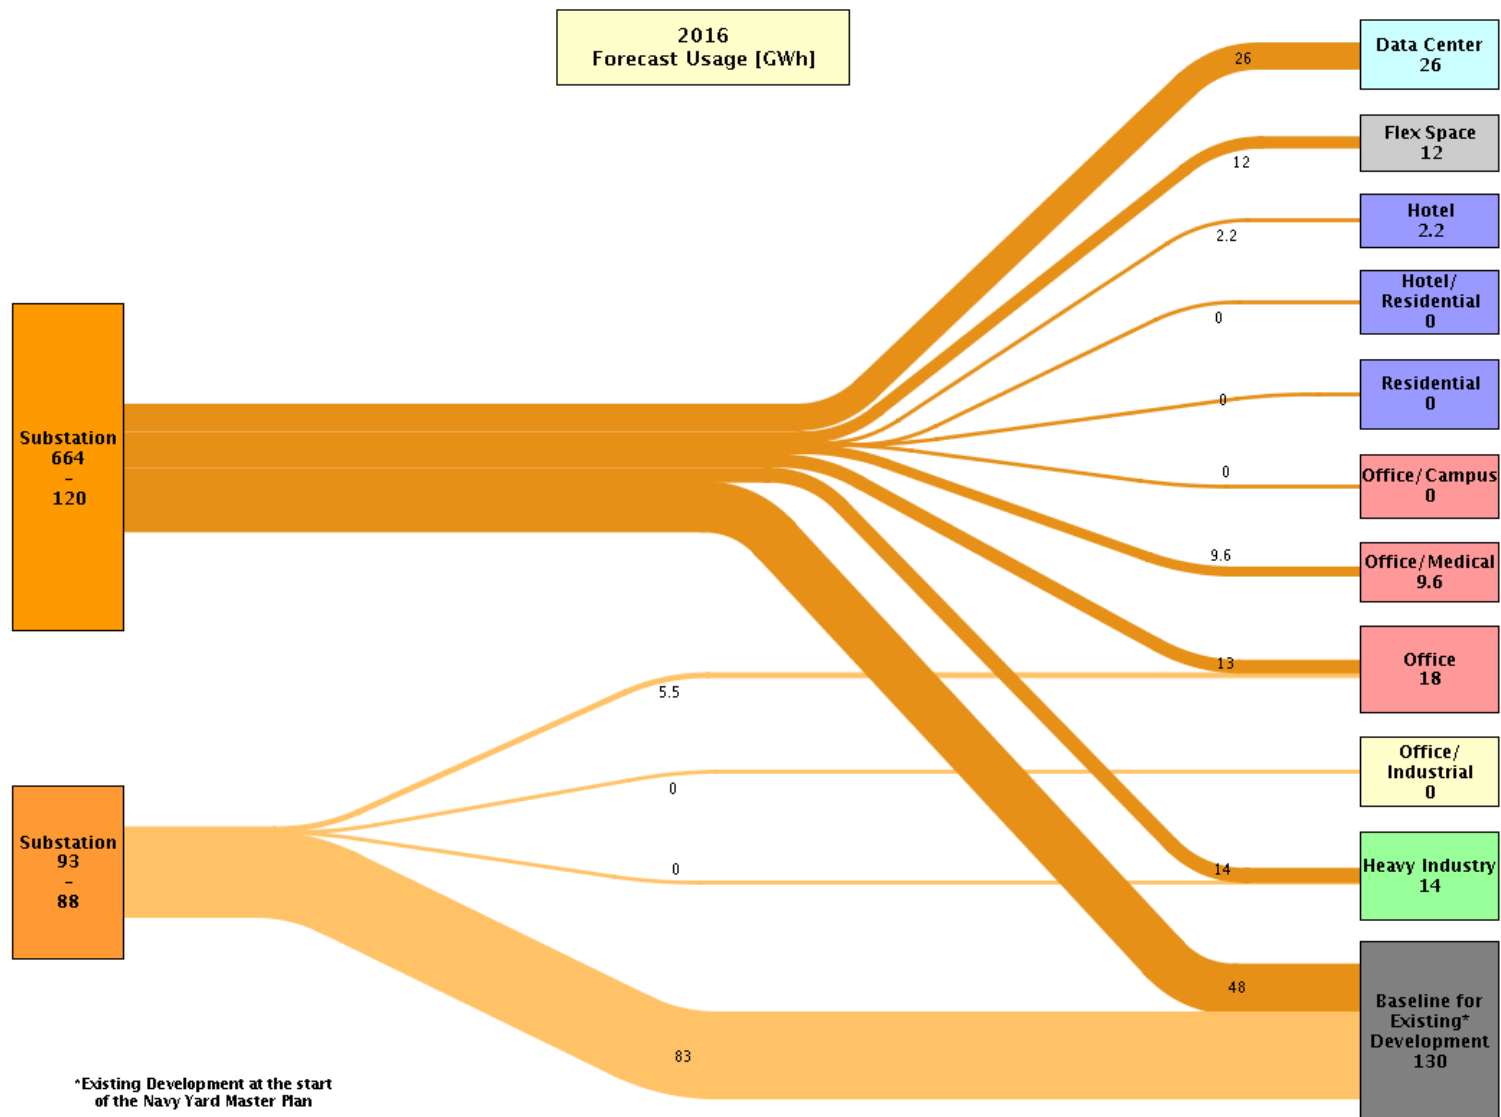 2016
Forecast Usage [GWh]
Data Center
26
26
Flex Space
12
12
Hotel
2.2
2.2
Hotel/
Residential
0
0
Residential
0
0
Office/Campus
0
0
Office/Medical
9.6
9.6
Office
18
13
5.5
Office/
Industrial
0
0
Heavy Industry
14
14
0
Baseline for
Existing*
Development
130
48
83
Substation
664
-
120
Substation
93
-
88
*Existing Development at the start
of the Navy Yard Master Plan